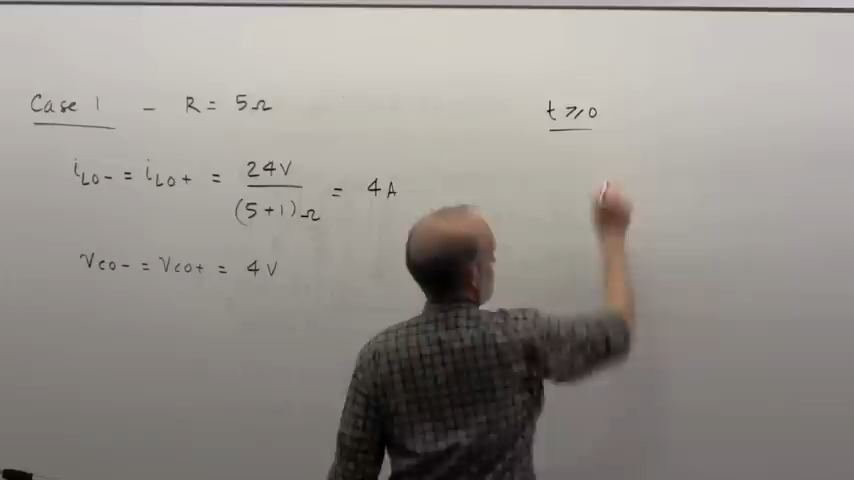 Case 1 - R = 5Ω
iL0- = iL0+ = 24V / (5+1)Ω = 4A
vC0- = vC0+ = 4V
t ≥ 0